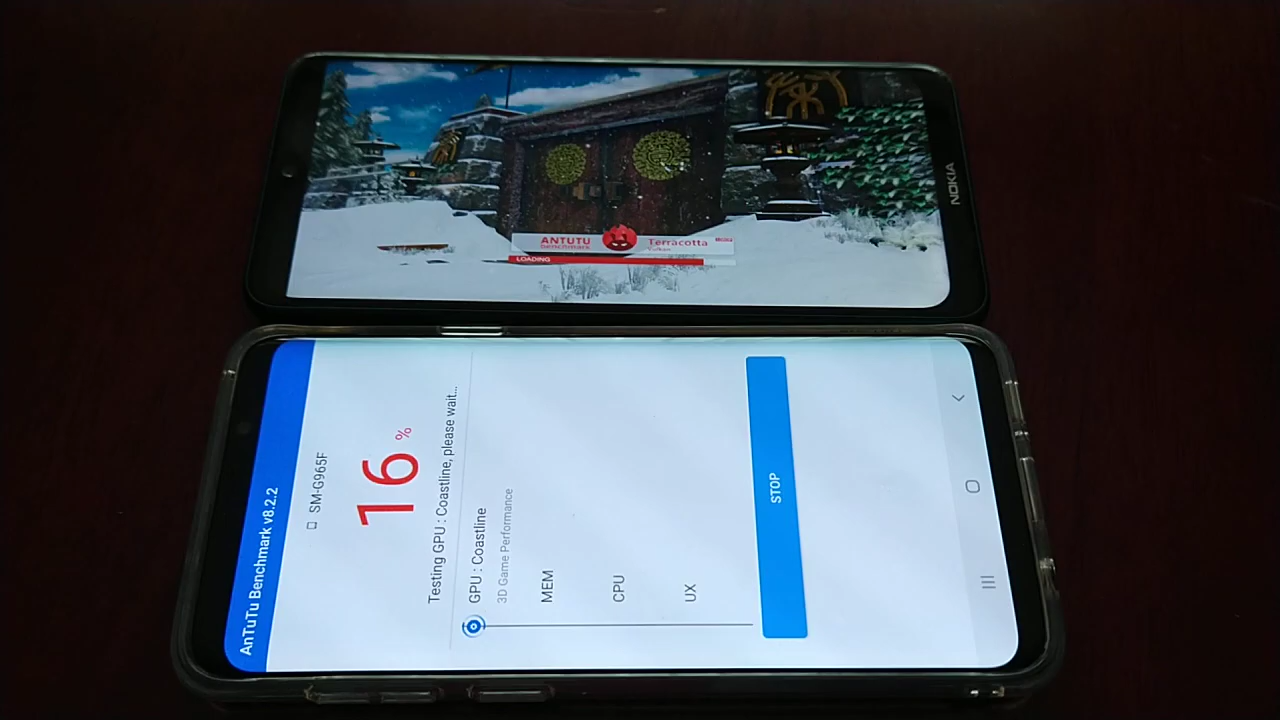 NOKIA
ANTUTU
benchmark
Terracotta
LOADING
AnTuTu Benchmark v8.2.2
SM-G965F
16 %
Testing GPU : Coastline, please wait...
GPU : Coastline
3D Game Performance
MEM
CPU
UX
STOP